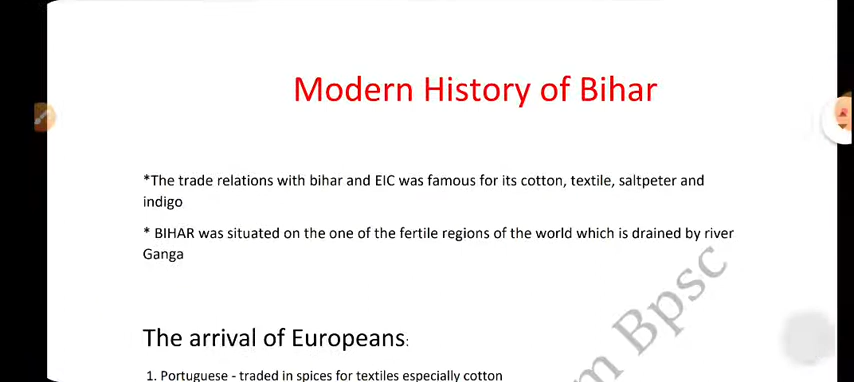 Modern History of Bihar
*The trade relations with bihar and EIC was famous for its cotton, textile, saltpeter and
indigo
* BIHAR was situated on the one of the fertile regions of the world which is drained by river
Ganga
The arrival of Europeans:
1. Portuguese - traded in spices for textiles especially cotton
Bpsc